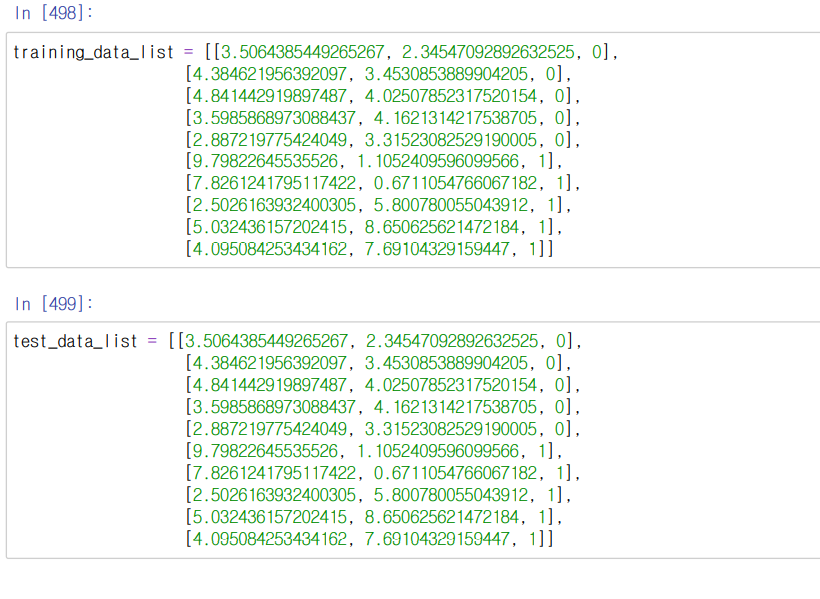 In [498]:
training_data_list = [[3.5064385449265267, 2.34547092892632525, 0],
[4.384621956392097, 3.4530853889904205, 0],
[4.841442919897487, 4.02507852317520154, 0],
[3.5985868973088437, 4.1621314217538705, 0],
[2.887219775424049, 3.31523082529190005, 0],
[9.79822645535526, 1.1052409596099566, 1],
[7.8261241795117422, 0.6711054766067182, 1],
[2.5026163932400305, 5.800780055043912, 1],
[5.032436157202415, 8.650625621472184, 1],
[4.095084253434162, 7.69104329159447, 1]]
In [499]:
test_data_list = [[3.5064385449265267, 2.34547092892632525, 0],
[4.384621956392097, 3.4530853889904205, 0],
[4.841442919897487, 4.02507852317520154, 0],
[3.5985868973088437, 4.1621314217538705, 0],
[2.887219775424049, 3.31523082529190005, 0],
[9.79822645535526, 1.1052409596099566, 1],
[7.8261241795117422, 0.6711054766067182, 1],
[2.5026163932400305, 5.800780055043912, 1],
[5.032436157202415, 8.650625621472184, 1],
[4.095084253434162, 7.69104329159447, 1]]